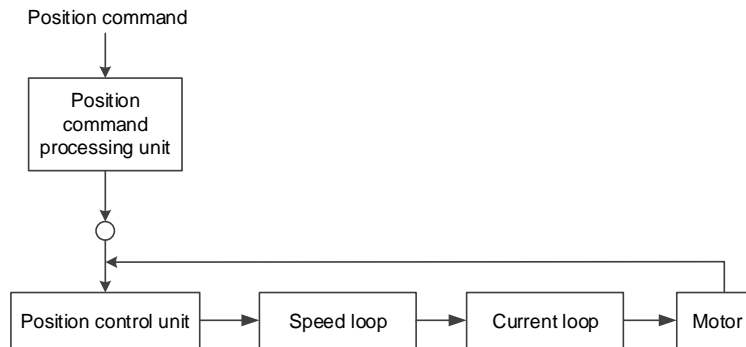 Position command
Position
command
processing unit
Position control unit
Speed loop
Current loop
Motor